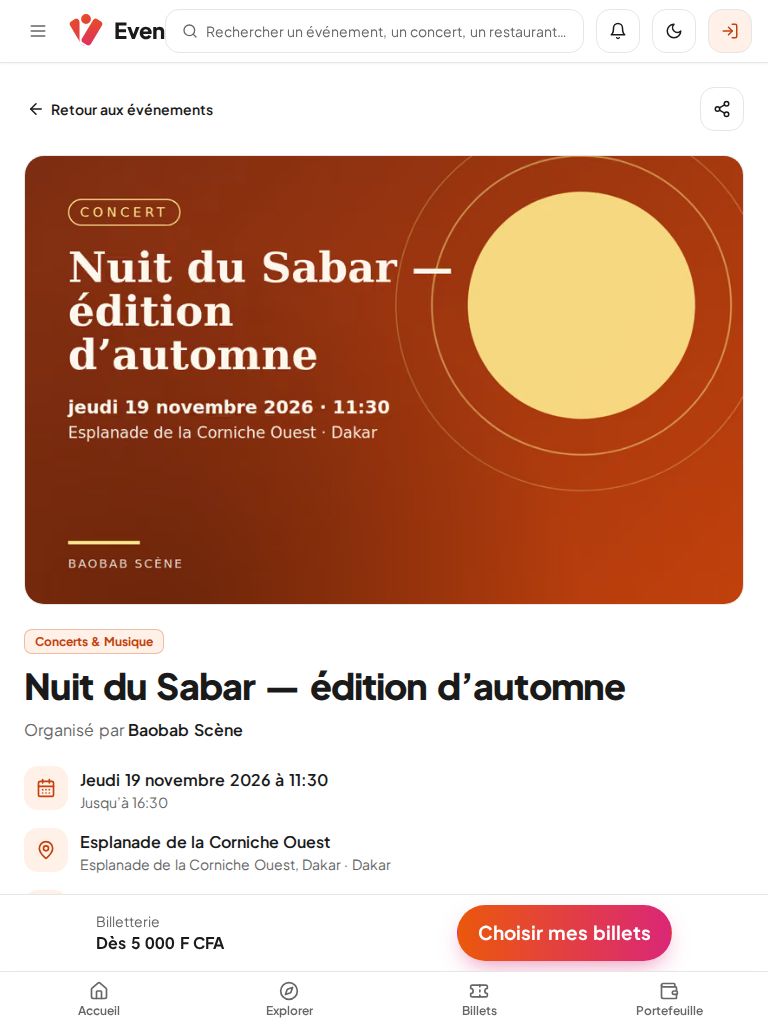 Even
Rechercher un événement, un concert, un restaurant…
Retour aux événements
CONCERT
Nuit du Sabar —
édition
d’automne
jeudi 19 novembre 2026 · 11:30
Esplanade de la Corniche Ouest · Dakar
BAOBAB SCÈNE
Concerts & Musique
Nuit du Sabar — édition d’automne
Organisé par Baobab Scène
Jeudi 19 novembre 2026 à 11:30
Jusqu’à 16:30
Esplanade de la Corniche Ouest
Esplanade de la Corniche Ouest, Dakar · Dakar
Billetterie
Dès 5 000 F CFA
Choisir mes billets
Accueil
Explorer
Billets
Portefeuille